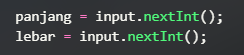 panjang = input.nextInt();
lebar = input.nextInt();